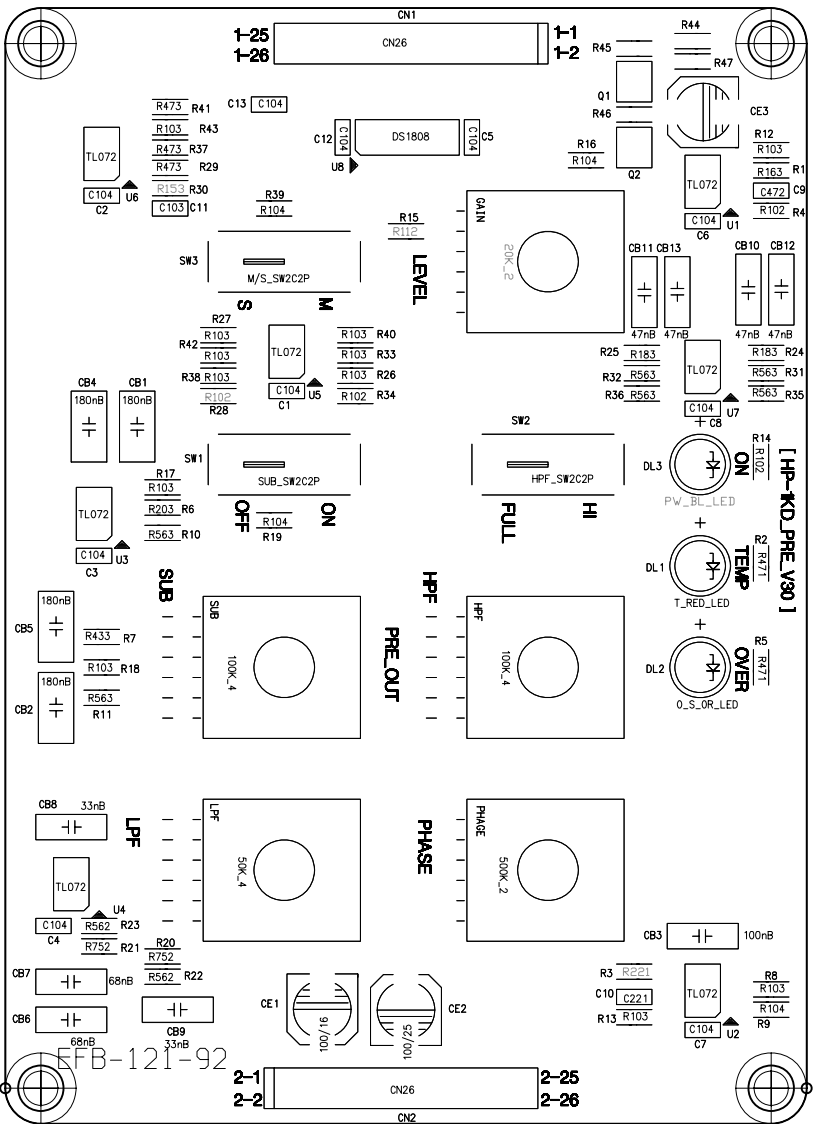 CN1
1-25
1-26
CN26
1-1
1-2
R44
R45
R47
Q1
R46
CE3
C13
C104
R473
R41
R103
R43
R473
R37
R473
R29
R153
R30
C103
C11
TL072
C104
C2
U6
C12
C104
DS1808
C104
C5
U8
R16
R104
Q2
R12
R103
R163
R1
C472
C9
R102
R4
TL072
C104
C6
U1
R39
R104
R15
R112
GAIN
20K_2
LEVEL
SW3
M/S_SW2C2P
S
M
CB11
CB13
CB10
CB12
47nB
47nB
47nB
47nB
R27
R103
R42
R103
R38
R103
R102
R28
TL072
C104
C1
U5
R103
R40
R103
R33
R103
R26
R102
R34
R25
R183
R32
R563
R36
R563
TL072
C104
C8
U7
R183
R24
R563
R31
R563
R35
CB4
CB1
180nB
180nB
SW1
SUB_SW2C2P
OFF
ON
R104
R19
SW2
HPF_SW2C2P
FULL
HI
+
DL3
PW_BL_LED
ON
R14
R102
[ HP-1KD_PRE_V30 ]
R17
R103
R203
R6
R563
R10
TL072
C104
C3
U3
+
DL1
T_RED_LED
TEMP
R2
R471
CB5
180nB
R433
R7
R103
R18
R563
R11
CB2
180nB
SUB
SUB
100K_4
PRE_OUT
HPF
HPF
100K_4
+
DL2
O_S_OR_LED
OVER
R5
R471
CB8
33nB
LPF
LPF
50K_4
PHASE
PHAGE
500K_2
TL072
U4
C104
C4
R562
R23
R752
R21
R20
R752
R562
R22
CB7
68nB
CB6
68nB
CB9
33nB
CE1
100/16
CE2
100/25
CB3
100nB
R3
R221
C10
C221
R13
R103
TL072
C104
C7
U2
R8
R103
R104
R9
EFB-121-92
2-1
2-2
CN26
2-25
2-26
CN2